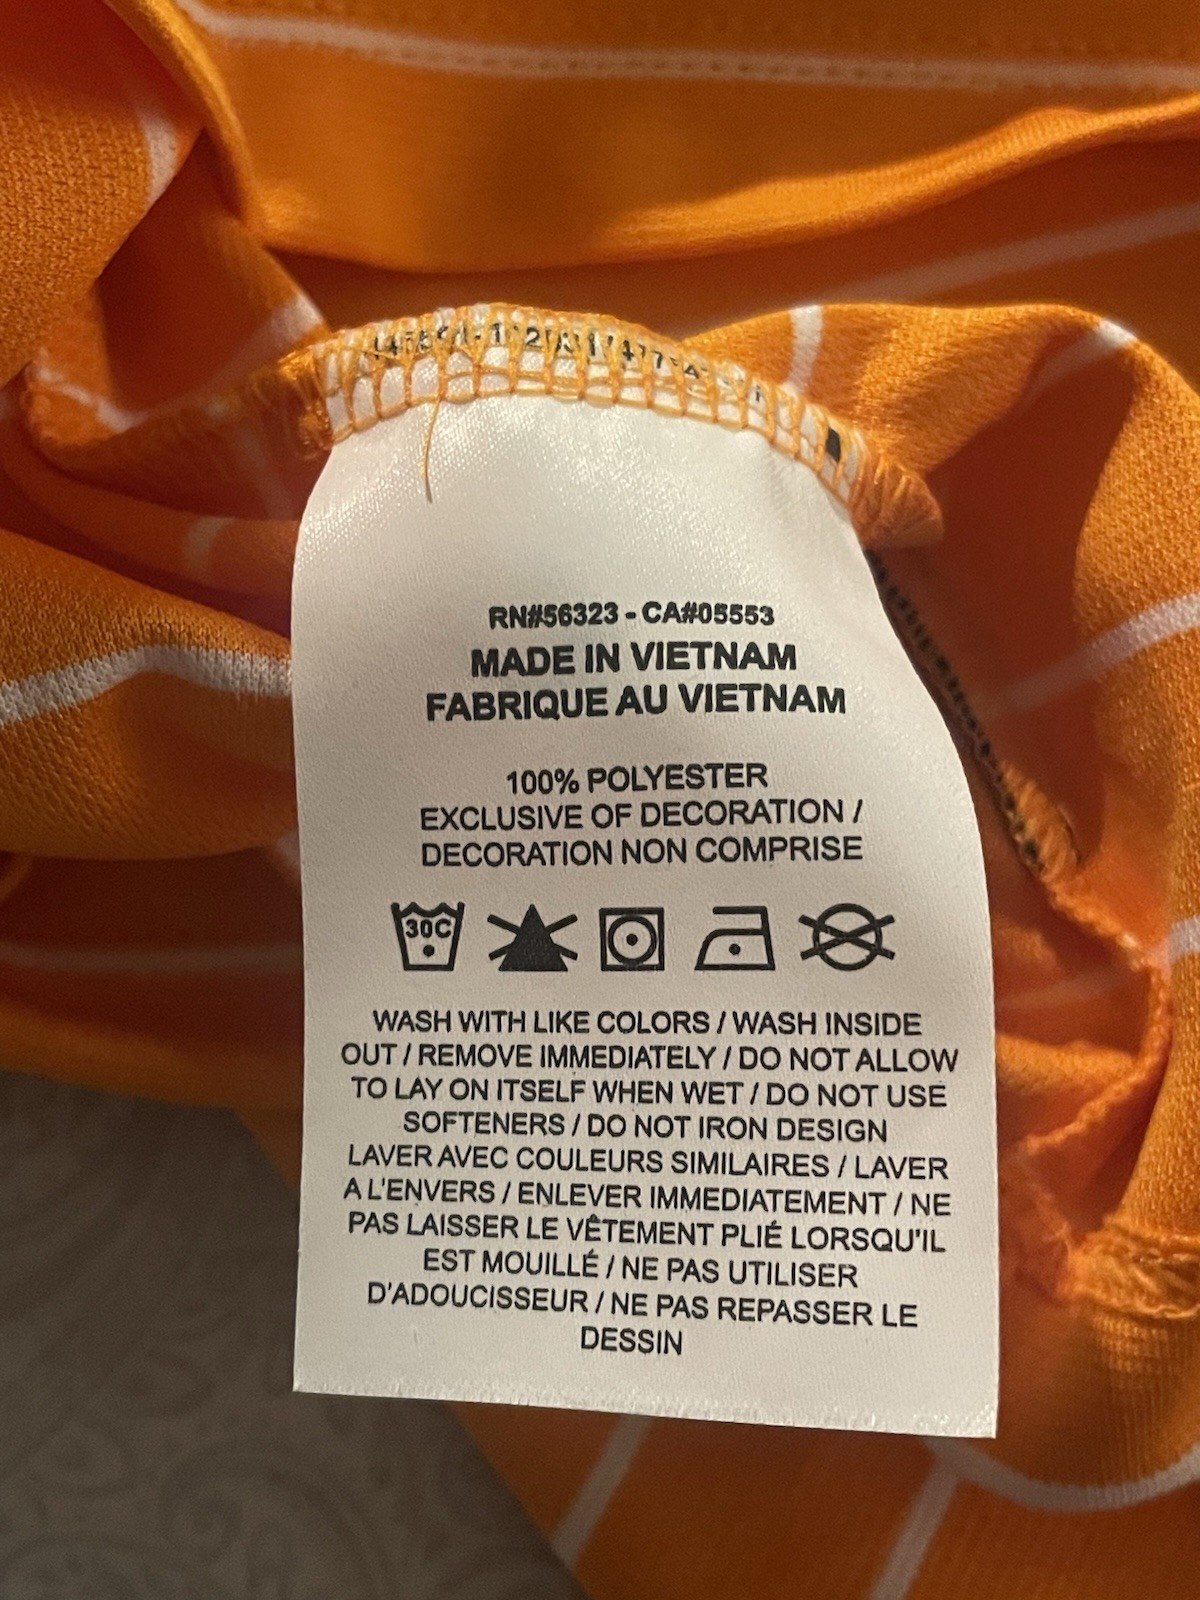 RN#56323 - CA#05553
MADE IN VIETNAM
FABRIQUE AU VIETNAM
100% POLYESTER
EXCLUSIVE OF DECORATION /
DECORATION NON COMPRISE
30C
WASH WITH LIKE COLORS / WASH INSIDE
OUT / REMOVE IMMEDIATELY / DO NOT ALLOW
TO LAY ON ITSELF WHEN WET / DO NOT USE
SOFTENERS / DO NOT IRON DESIGN
LAVER AVEC COULEURS SIMILAIRES / LAVER
A L'ENVERS / ENLEVER IMMEDIATEMENT / NE
PAS LAISSER LE VÊTEMENT PLIÉ LORSQU'IL
EST MOUILLÉ / NE PAS UTILISER
D'ADOUCISSEUR / NE PAS REPASSER LE
DESSIN